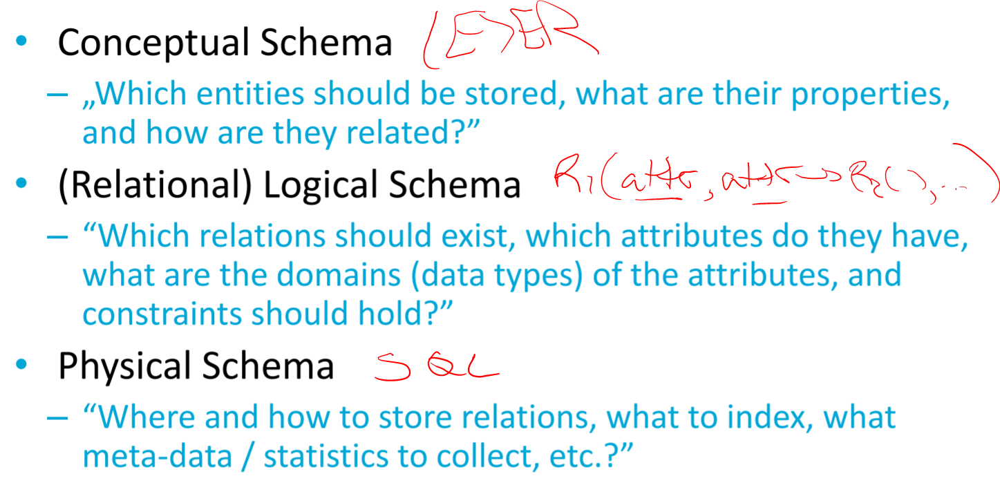 • Conceptual Schema (E)ER
– „Which entities should be stored, what are their properties,
and how are they related?”
• (Relational) Logical Schema R₁(attr, attr→R₂(),...)
– “Which relations should exist, which attributes do they have,
what are the domains (data types) of the attributes, and
constraints should hold?”
• Physical Schema SQL
– “Where and how to store relations, what to index, what
meta-data / statistics to collect, etc.?”